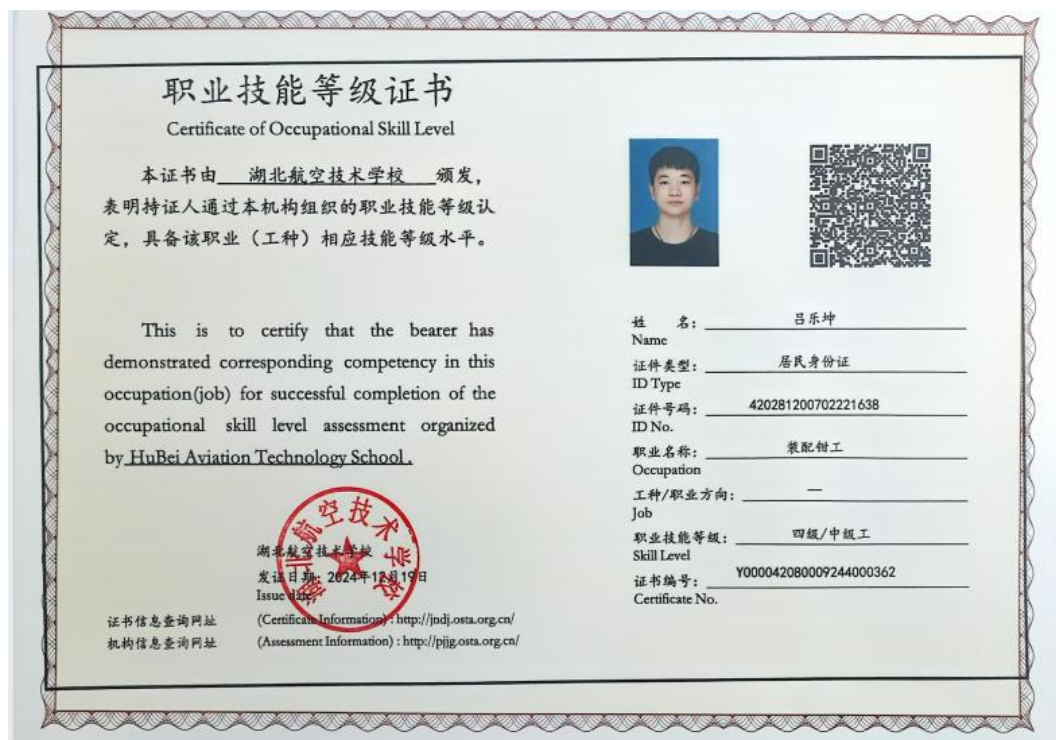 职业技能等级证书
Certificate of Occupational Skill Level
本证书由 湖北航空技术学校 颁发，
表明持证人通过本机构组织的职业技能等级认
定，具备该职业（工种）相应技能等级水平。
This is to certify that the bearer has
demonstrated corresponding competency in this
occupation(job) for successful completion of the
occupational skill level assessment organized
by HuBei Aviation Technology School .
湖北航空技术学校
湖北航空技术学校
发证日期：2024年12月19日
Issue date:
证书信息查询网址 (Certificate Information) : http://jndj.osta.org.cn/
机构信息查询网址 (Assessment Information) : http://pjjg.osta.org.cn/
姓 名： 吕乐坤
Name
证件类型： 居民身份证
ID Type
证件号码： 420281200702221638
ID No.
职业名称： 装配钳工
Occupation
工种/职业方向： —
Job
职业技能等级： 四级/中级工
Skill Level
证书编号： Y000042080009244000362
Certificate No.